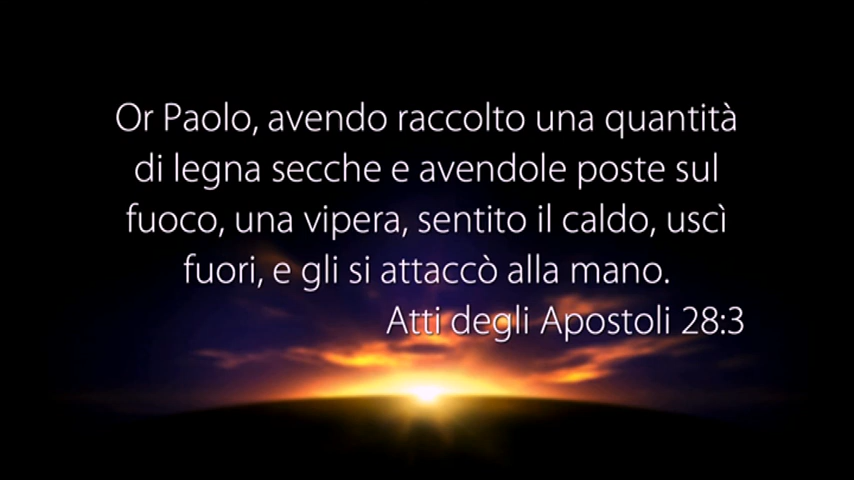 Or Paolo, avendo raccolto una quantità
di legna secche e avendole poste sul
fuoco, una vipera, sentito il caldo, uscì
fuori, e gli si attaccò alla mano.
Atti degli Apostoli 28:3